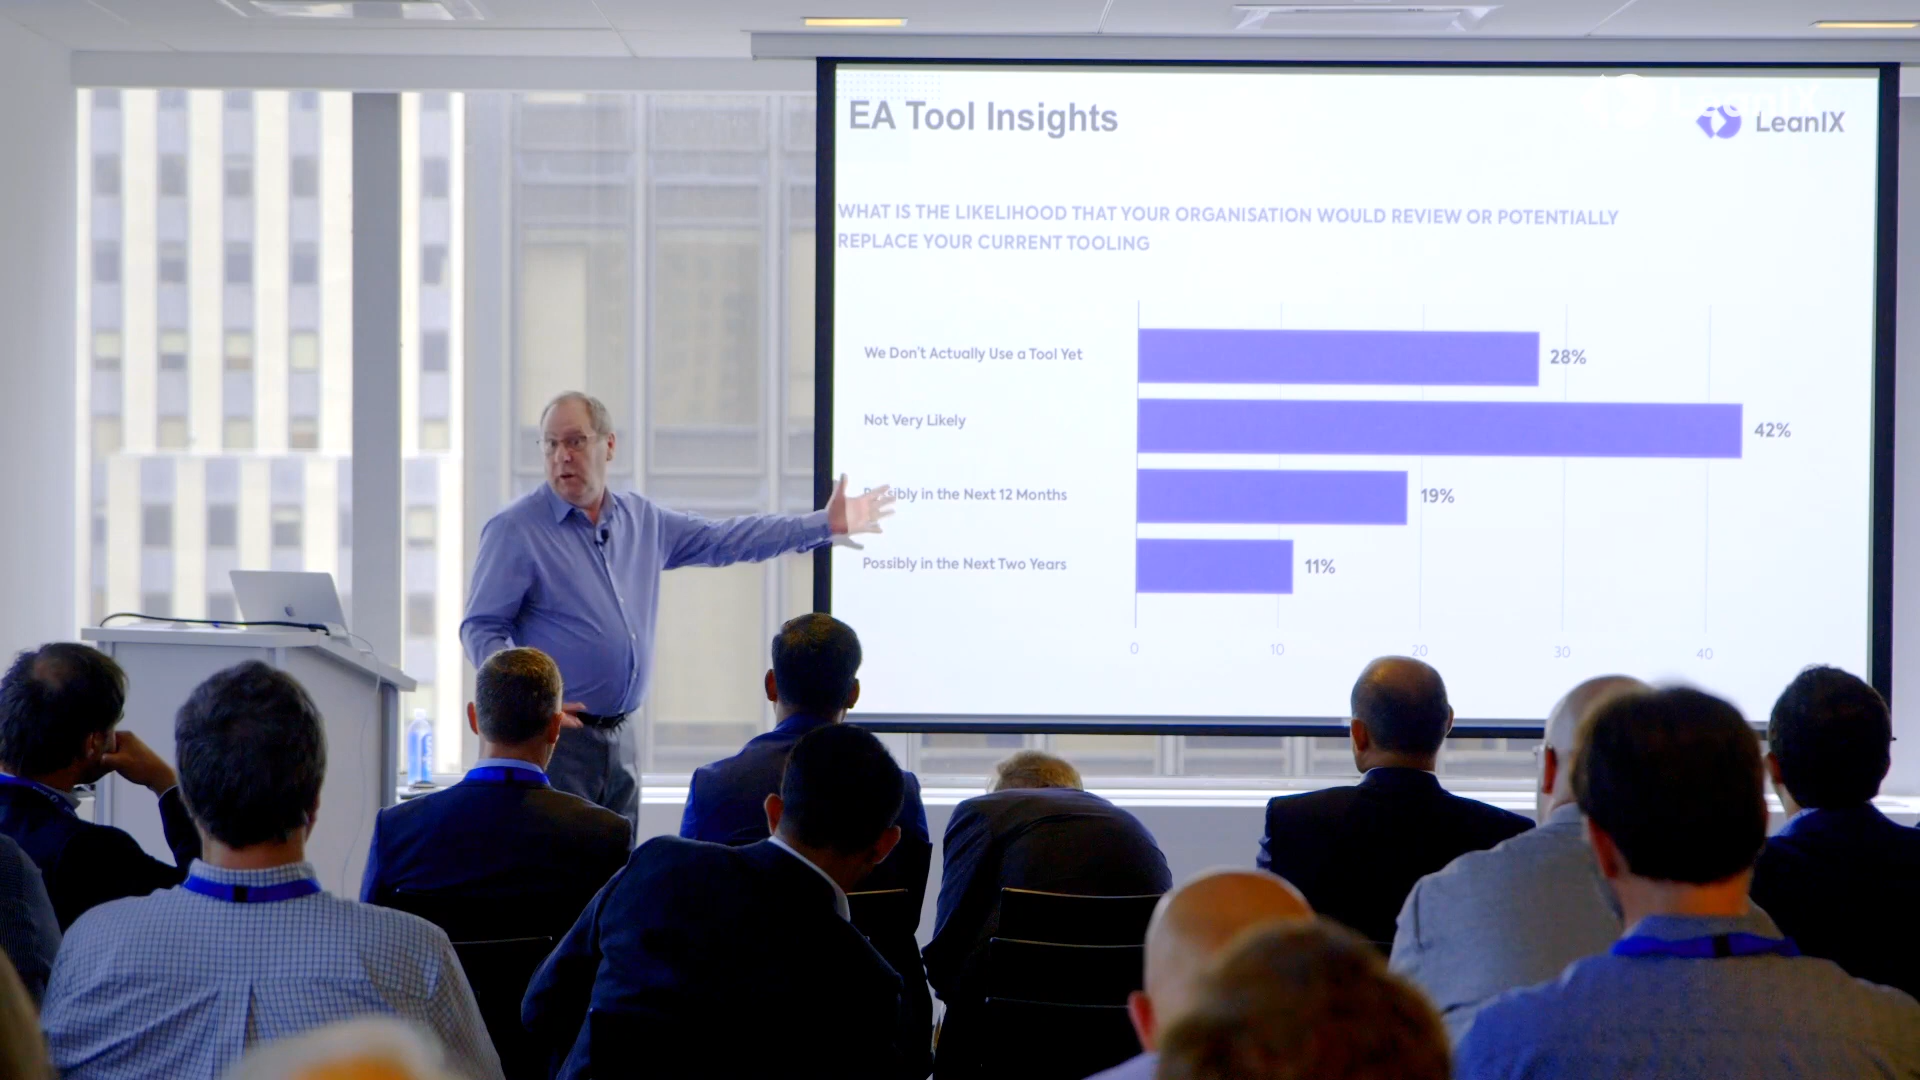 EA Tool Insights
LeanIX
LeanIX
WHAT IS THE LIKELIHOOD THAT YOUR ORGANISATION WOULD REVIEW OR POTENTIALLY
REPLACE YOUR CURRENT TOOLING
We Don't Actually Use a Tool Yet
28%
Not Very Likely
42%
in the Next 12 Months
19%
Possibly in the Next Two Years
11%
0 10 20 30 40